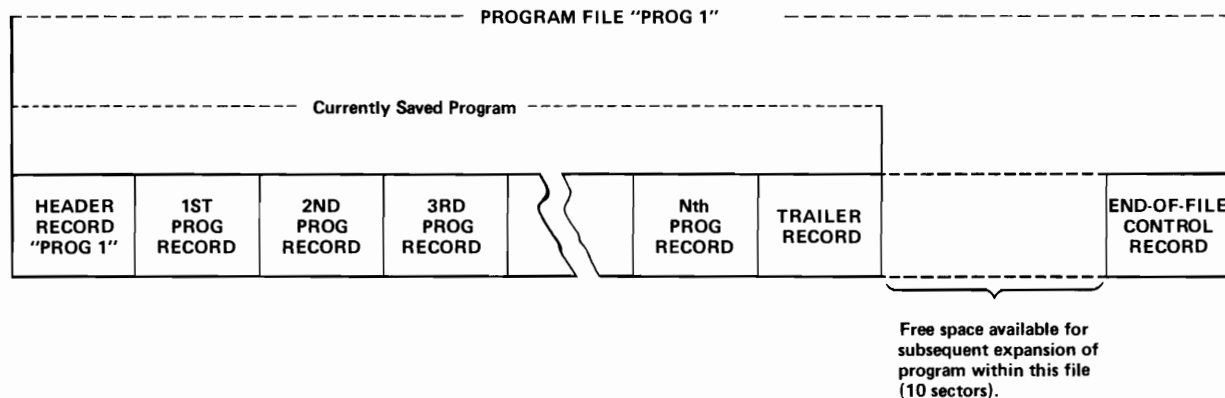 PROGRAM FILE "PROG 1"
Currently Saved Program
HEADER
RECORD
"PROG 1"
1ST
PROG
RECORD
2ND
PROG
RECORD
3RD
PROG
RECORD
Nth
PROG
RECORD
TRAILER
RECORD
END-OF-FILE
CONTROL
RECORD
Free space available for
subsequent expansion of
program within this file
(10 sectors).